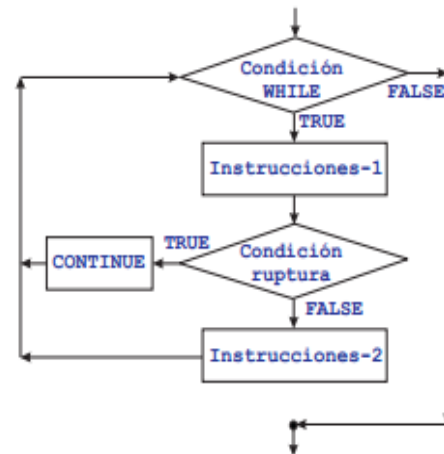 Condición
WHILE
FALSE
TRUE
Instrucciones-1
TRUE
CONTINUE
Condición
ruptura
FALSE
Instrucciones-2